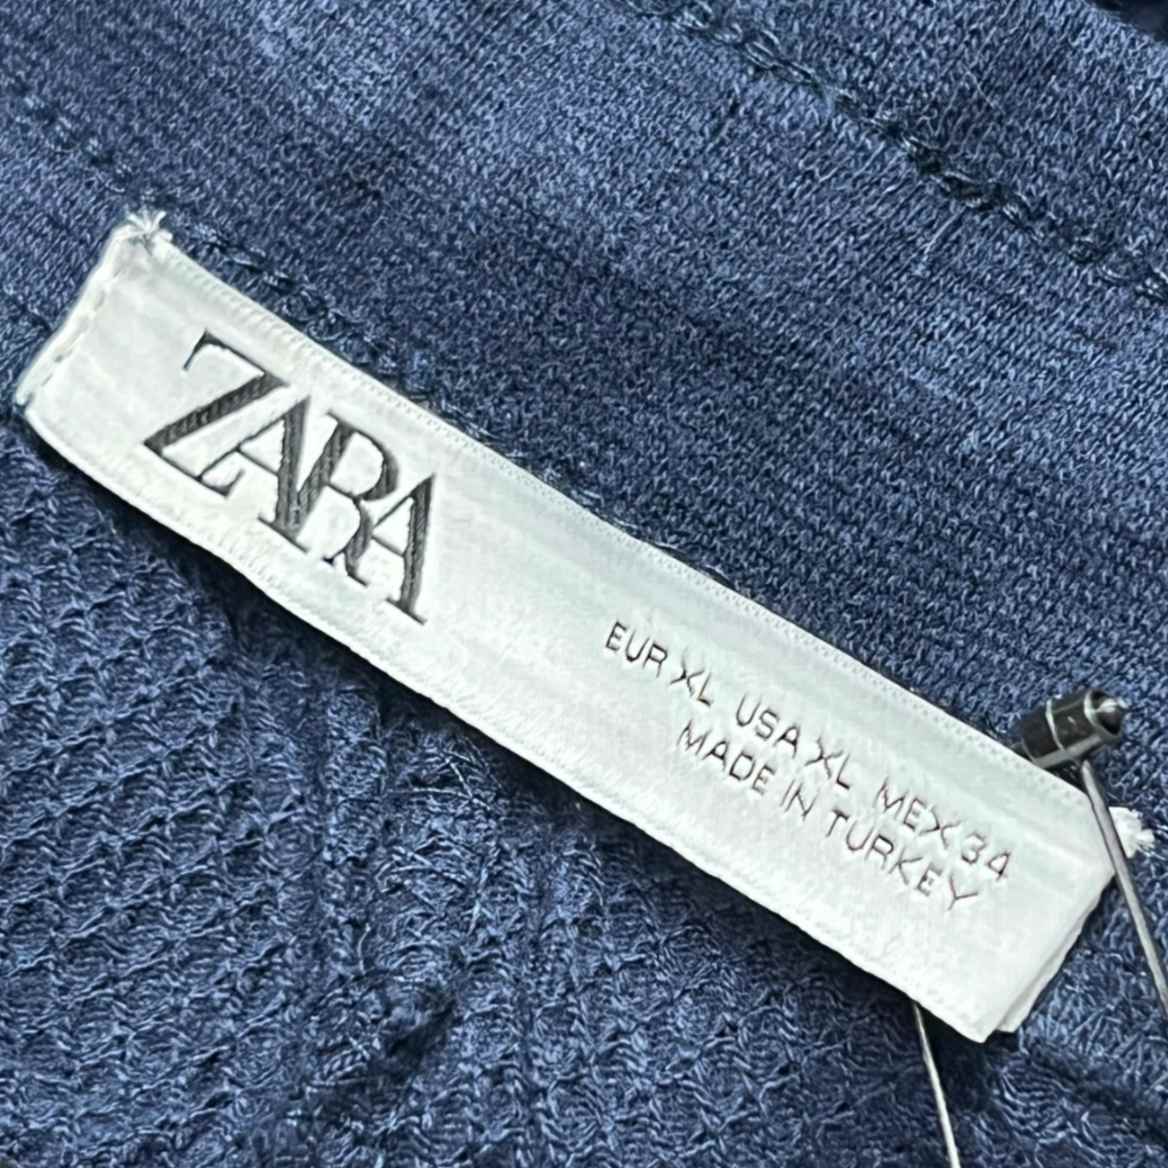 ZARA
EUR XL USA XL MEX 34
MADE IN TURKEY